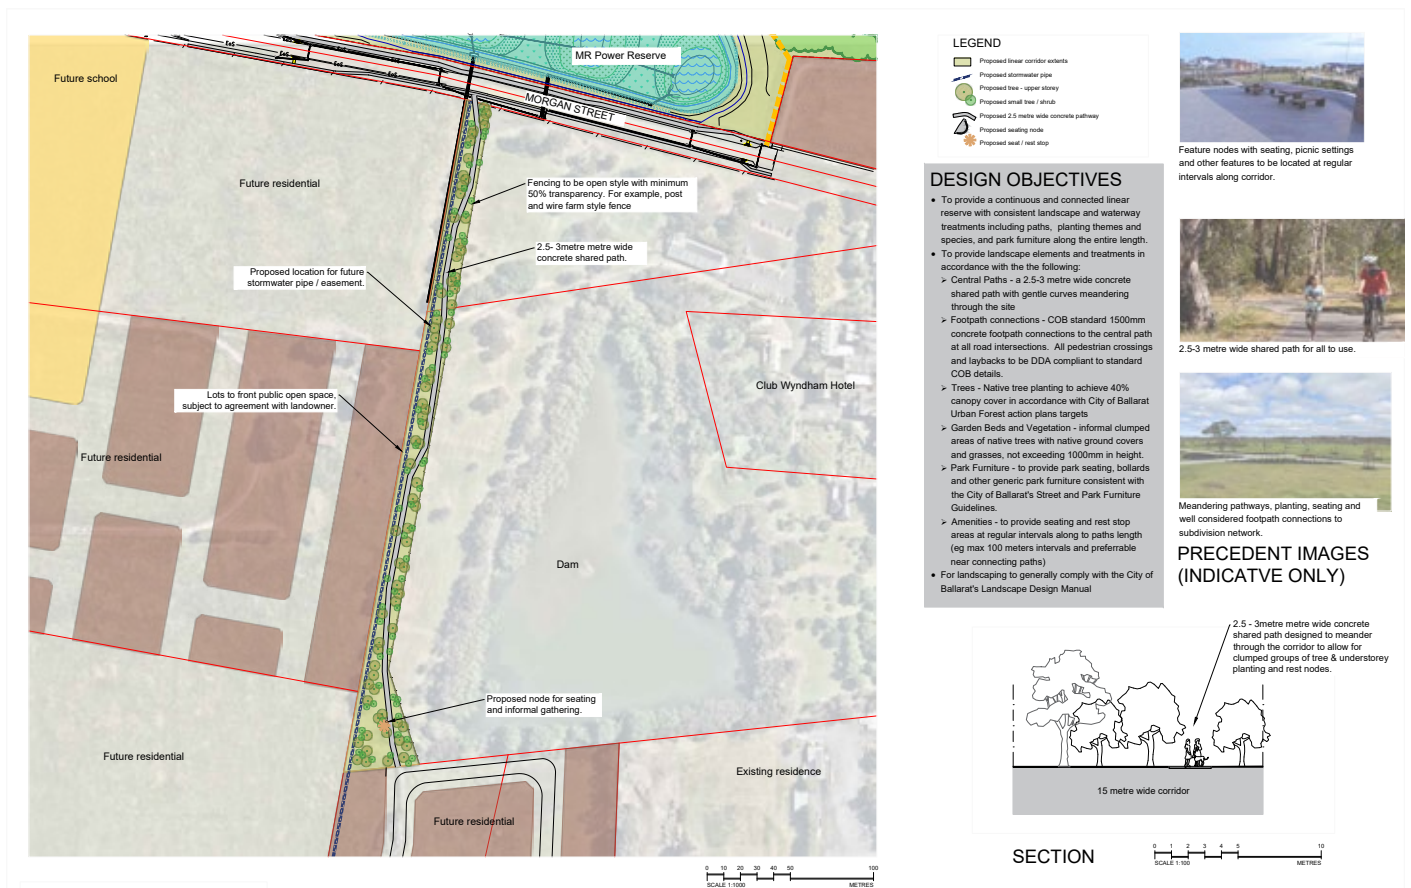 Future school
MR Power Reserve
MORGAN STREET
Future residential
Fencing to be open style with minimum
50% transparency. For example, post
and wire farm style fence
2.5- 3metre metre wide
concrete shared path.
Proposed location for future
stormwater pipe / easement.
Club Wyndham Hotel
Lots to front public open space,
subject to agreement with landowner.
Future residential
Dam
Proposed node for seating
and informal gathering.
Future residential
Existing residence
Future residential
0 10 20 30 40 50 100
SCALE 1:1000 METRES
LEGEND
Proposed linear corridor extents
Proposed stormwater pipe
Proposed tree - upper storey
Proposed small tree / shrub
Proposed 2.5 metre wide concrete pathway
Proposed seating node
Proposed seat / rest stop
DESIGN OBJECTIVES
• To provide a continuous and connected linear
reserve with consistent landscape and waterway
treatments including paths, planting themes and
species, and park furniture along the entire length.
• To provide landscape elements and treatments in
accordance with the the following:
➢ Central Paths - a 2.5-3 metre wide concrete
shared path with gentle curves meandering
through the site
➢ Footpath connections - COB standard 1500mm
concrete footpath connections to the central path
at all road intersections. All pedestrian crossings
and laybacks to be DDA compliant to standard
COB details.
➢ Trees - Native tree planting to achieve 40%
canopy cover in accordance with City of Ballarat
Urban Forest action plans targets
➢ Garden Beds and Vegetation - informal clumped
areas of native trees with native ground covers
and grasses, not exceeding 1000mm in height.
➢ Park Furniture - to provide park seating, bollards
and other generic park furniture consistent with
the City of Ballarat's Street and Park Furniture
Guidelines.
➢ Amenities - to provide seating and rest stop
areas at regular intervals along to paths length
(eg max 100 meters intervals and preferrable
near connecting paths)
• For landscaping to generally comply with the City of
Ballarat's Landscape Design Manual
Feature nodes with seating, picnic settings
and other features to be located at regular
intervals along corridor.
2.5-3 metre wide shared path for all to use.
Meandering pathways, planting, seating and
well considered footpath connections to
subdivision network.
PRECEDENT IMAGES
(INDICATVE ONLY)
2.5 - 3metre metre wide concrete
shared path designed to meander
through the corridor to allow for
clumped groups of tree & understorey
planting and rest nodes.
15 metre wide corridor
SECTION
0 1 2 3 4 5 10
SCALE 1:100 METRES